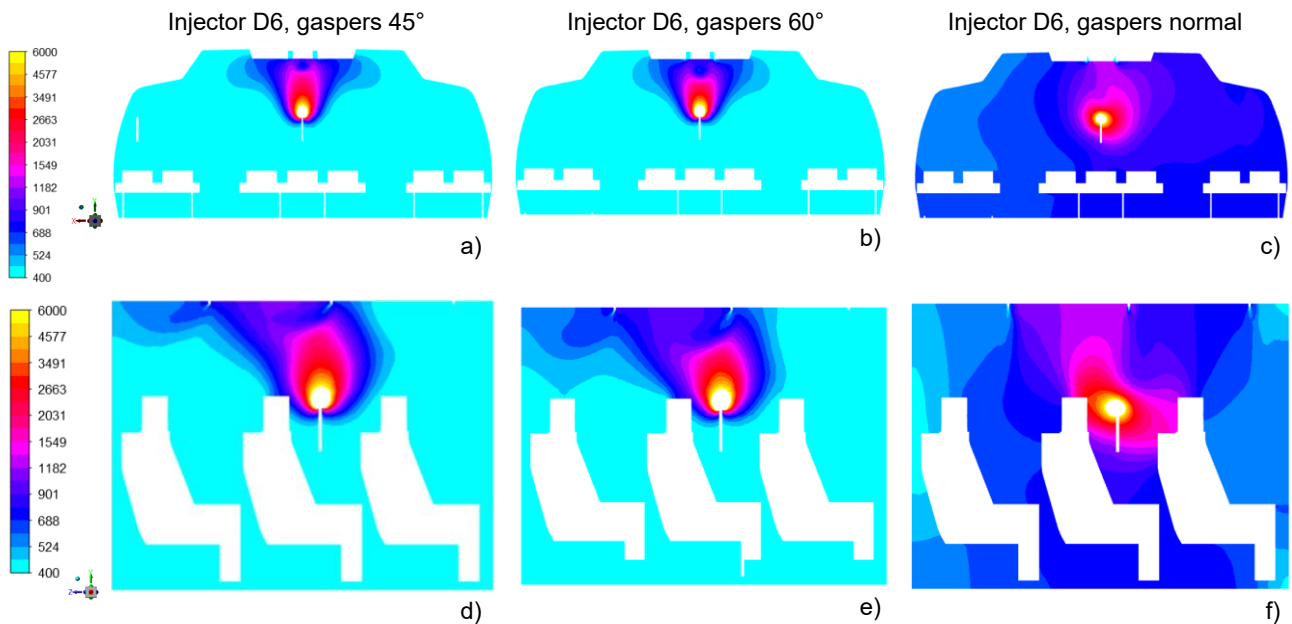 Injector D6, gaspers 45°
Injector D6, gaspers 60°
Injector D6, gaspers normal
6000
4577
3491
2663
2031
1549
1182
901
688
524
400
Y
X
a)
b)
c)
6000
4577
3491
2663
2031
1549
1182
901
688
524
400
Y
Z
d)
e)
f)